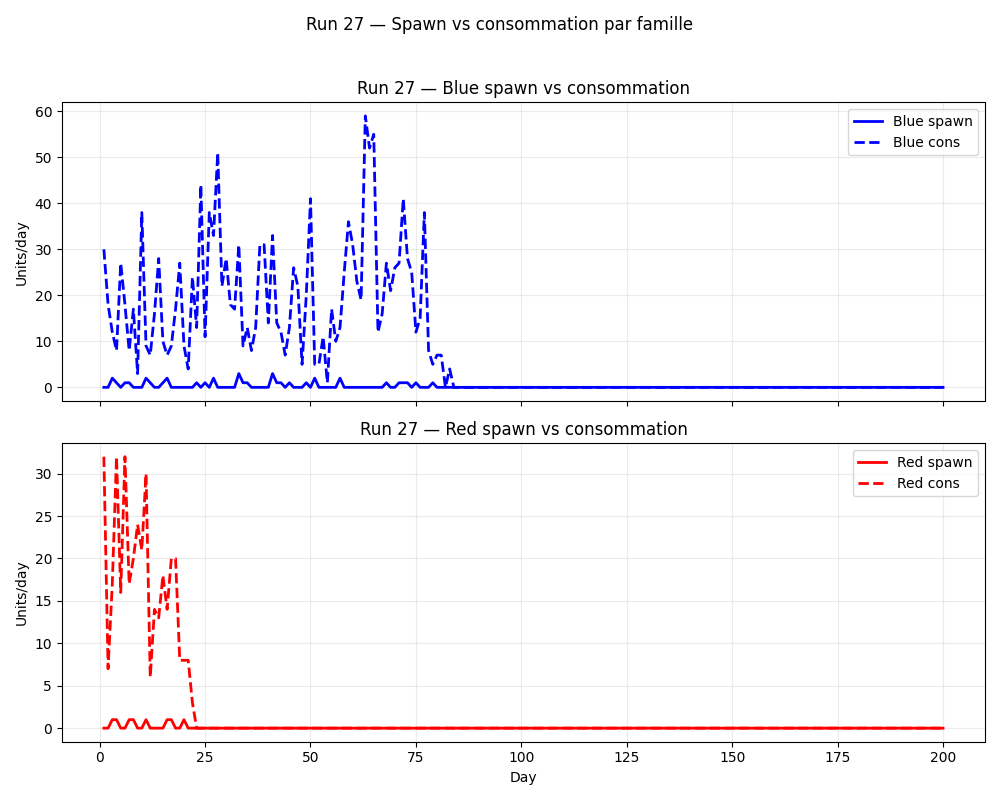 Run 27 — Spawn vs consommation par famille
Run 27 — Blue spawn vs consommation
60
50
40
30
20
10
0
Units/day
Blue spawn
Blue cons
Run 27 — Red spawn vs consommation
30
25
20
15
10
5
0
Units/day
Red spawn
Red cons
0 25 50 75 100 125 150 175 200
Day